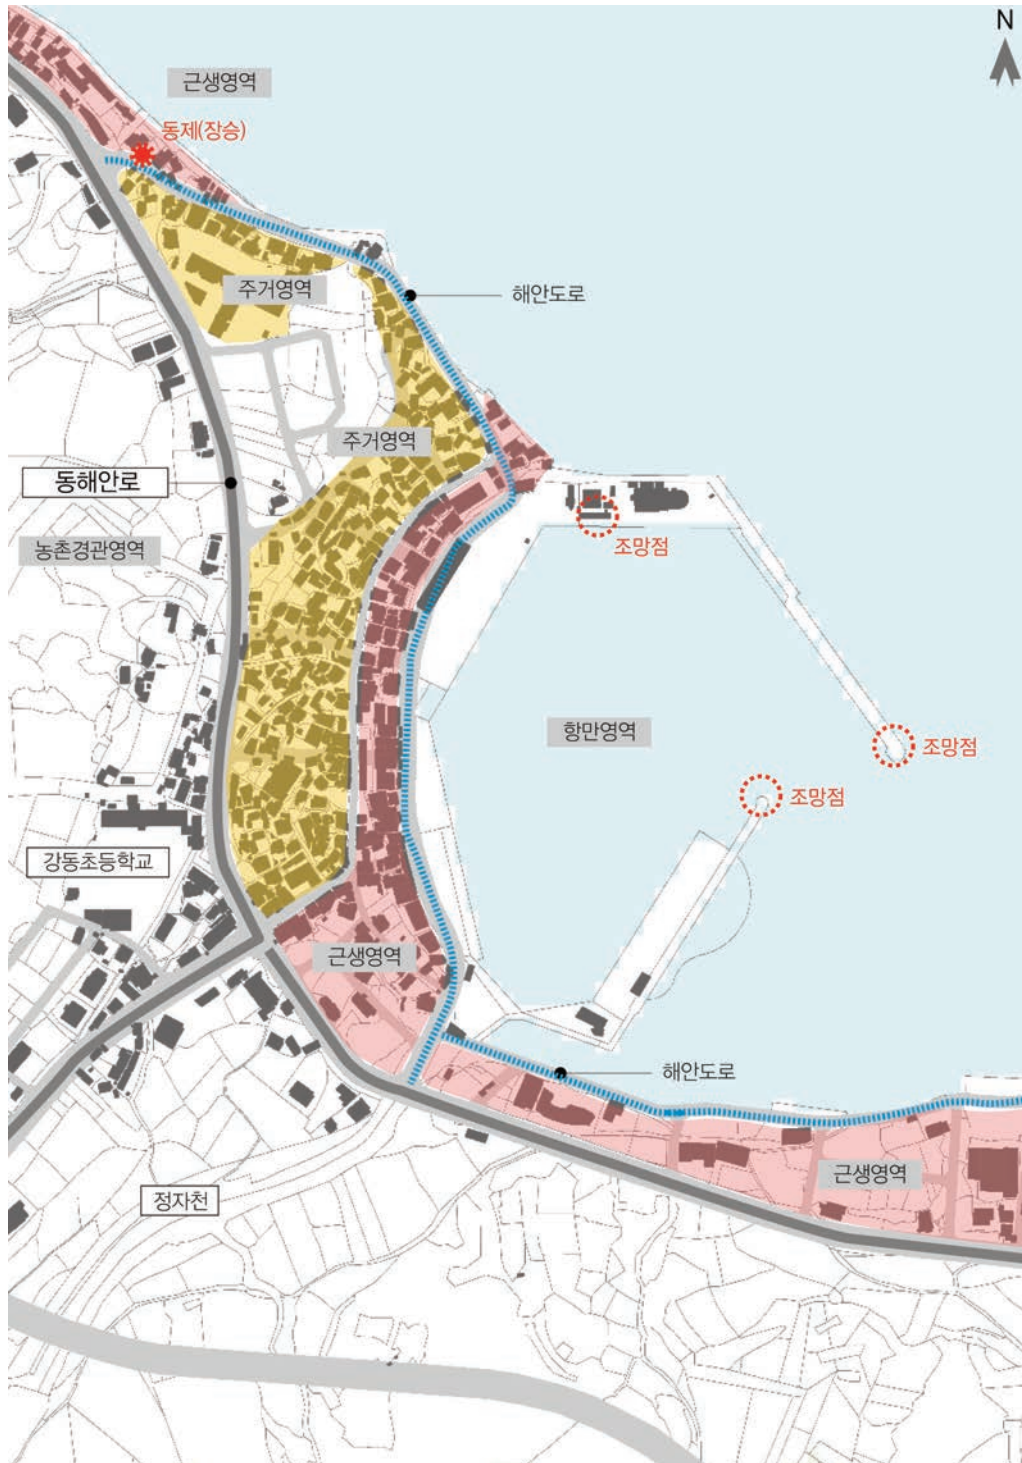 N
근생영역
동제(장승)
주거영역
해안도로
주거영역
동해안로
조망점
농촌경관영역
항만영역
조망점
조망점
강동초등학교
근생영역
해안도로
근생영역
정자천